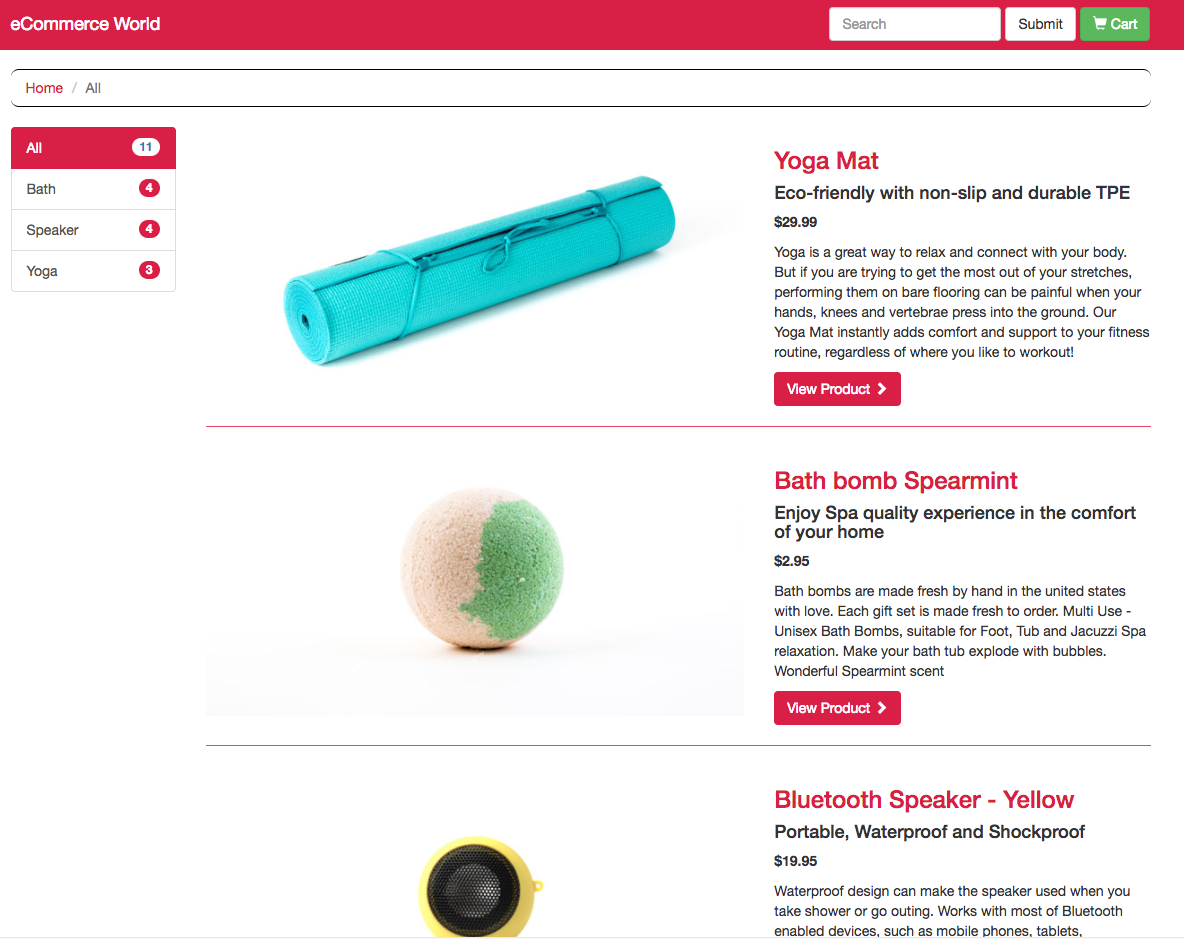 eCommerce World
Search
Submit
Cart
Home / All
All 11
Bath 4
Speaker 4
Yoga 3
Yoga Mat
Eco-friendly with non-slip and durable TPE
$29.99
Yoga is a great way to relax and connect with your body.
But if you are trying to get the most out of your stretches,
performing them on bare flooring can be painful when your
hands, knees and vertebrae press into the ground. Our
Yoga Mat instantly adds comfort and support to your fitness
routine, regardless of where you like to workout!
View Product
Bath bomb Spearmint
Enjoy Spa quality experience in the comfort
of your home
$2.95
Bath bombs are made fresh by hand in the united states
with love. Each gift set is made fresh to order. Multi Use -
Unisex Bath Bombs, suitable for Foot, Tub and Jacuzzi Spa
relaxation. Make your bath tub explode with bubbles.
Wonderful Spearmint scent
View Product
Bluetooth Speaker - Yellow
Portable, Waterproof and Shockproof
$19.95
Waterproof design can make the speaker used when you
take shower or go outing. Works with most of Bluetooth
enabled devices, such as mobile phones, tablets,